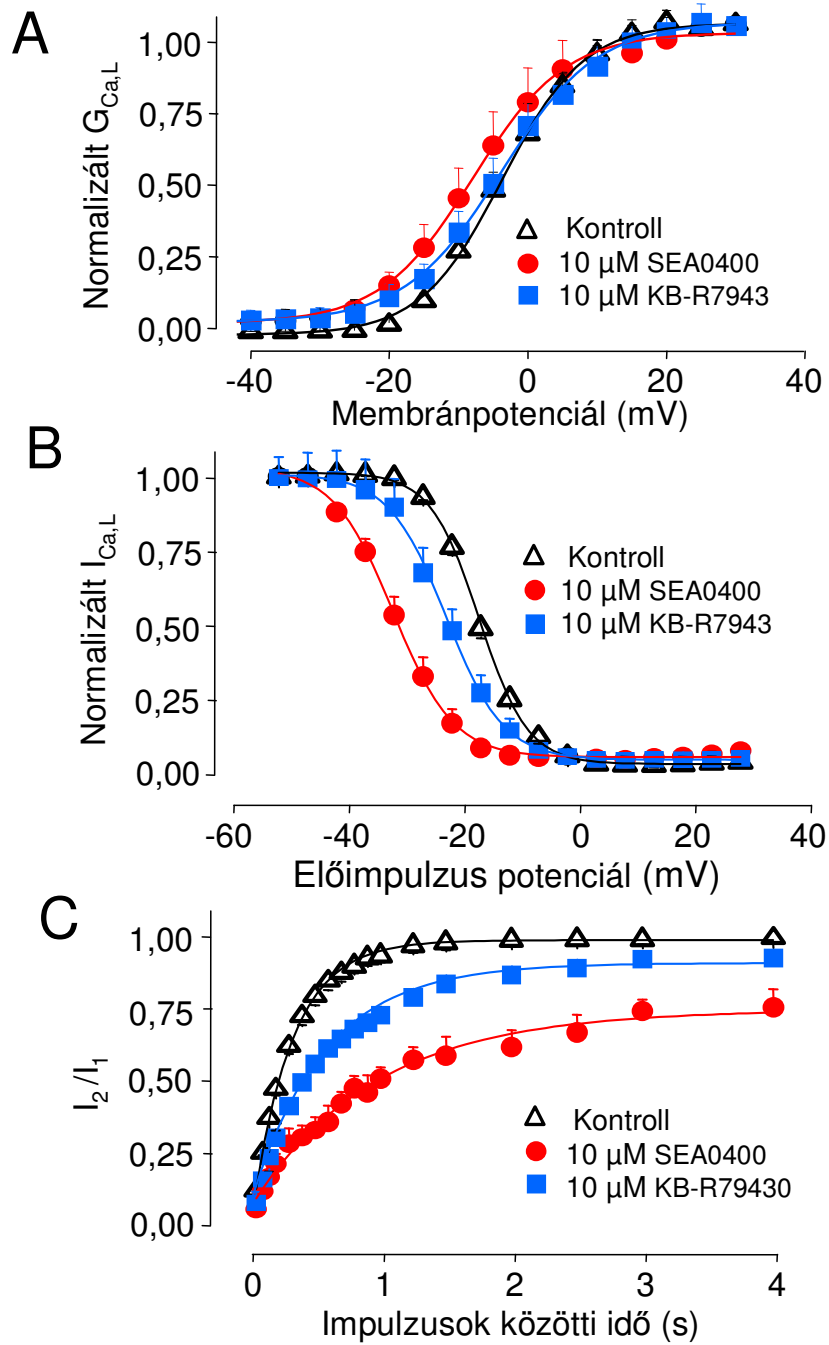 A
Normalizált G_Ca,L
1,00
0,75
0,50
0,25
0,00
Kontroll
10 µM SEA0400
10 µM KB-R7943
-40 -20 0 20 40
Membránpotenciál (mV)
B
Normalizált I_Ca,L
1,00
0,75
0,50
0,25
0,00
Kontroll
10 µM SEA0400
10 µM KB-R7943
-60 -40 -20 0 20 40
Előimpulzus potenciál (mV)
C
I₂/I₁
1,00
0,75
0,50
0,25
0,00
Kontroll
10 µM SEA0400
10 µM KB-R79430
0 1 2 3 4
Impulzusok közötti idő (s)